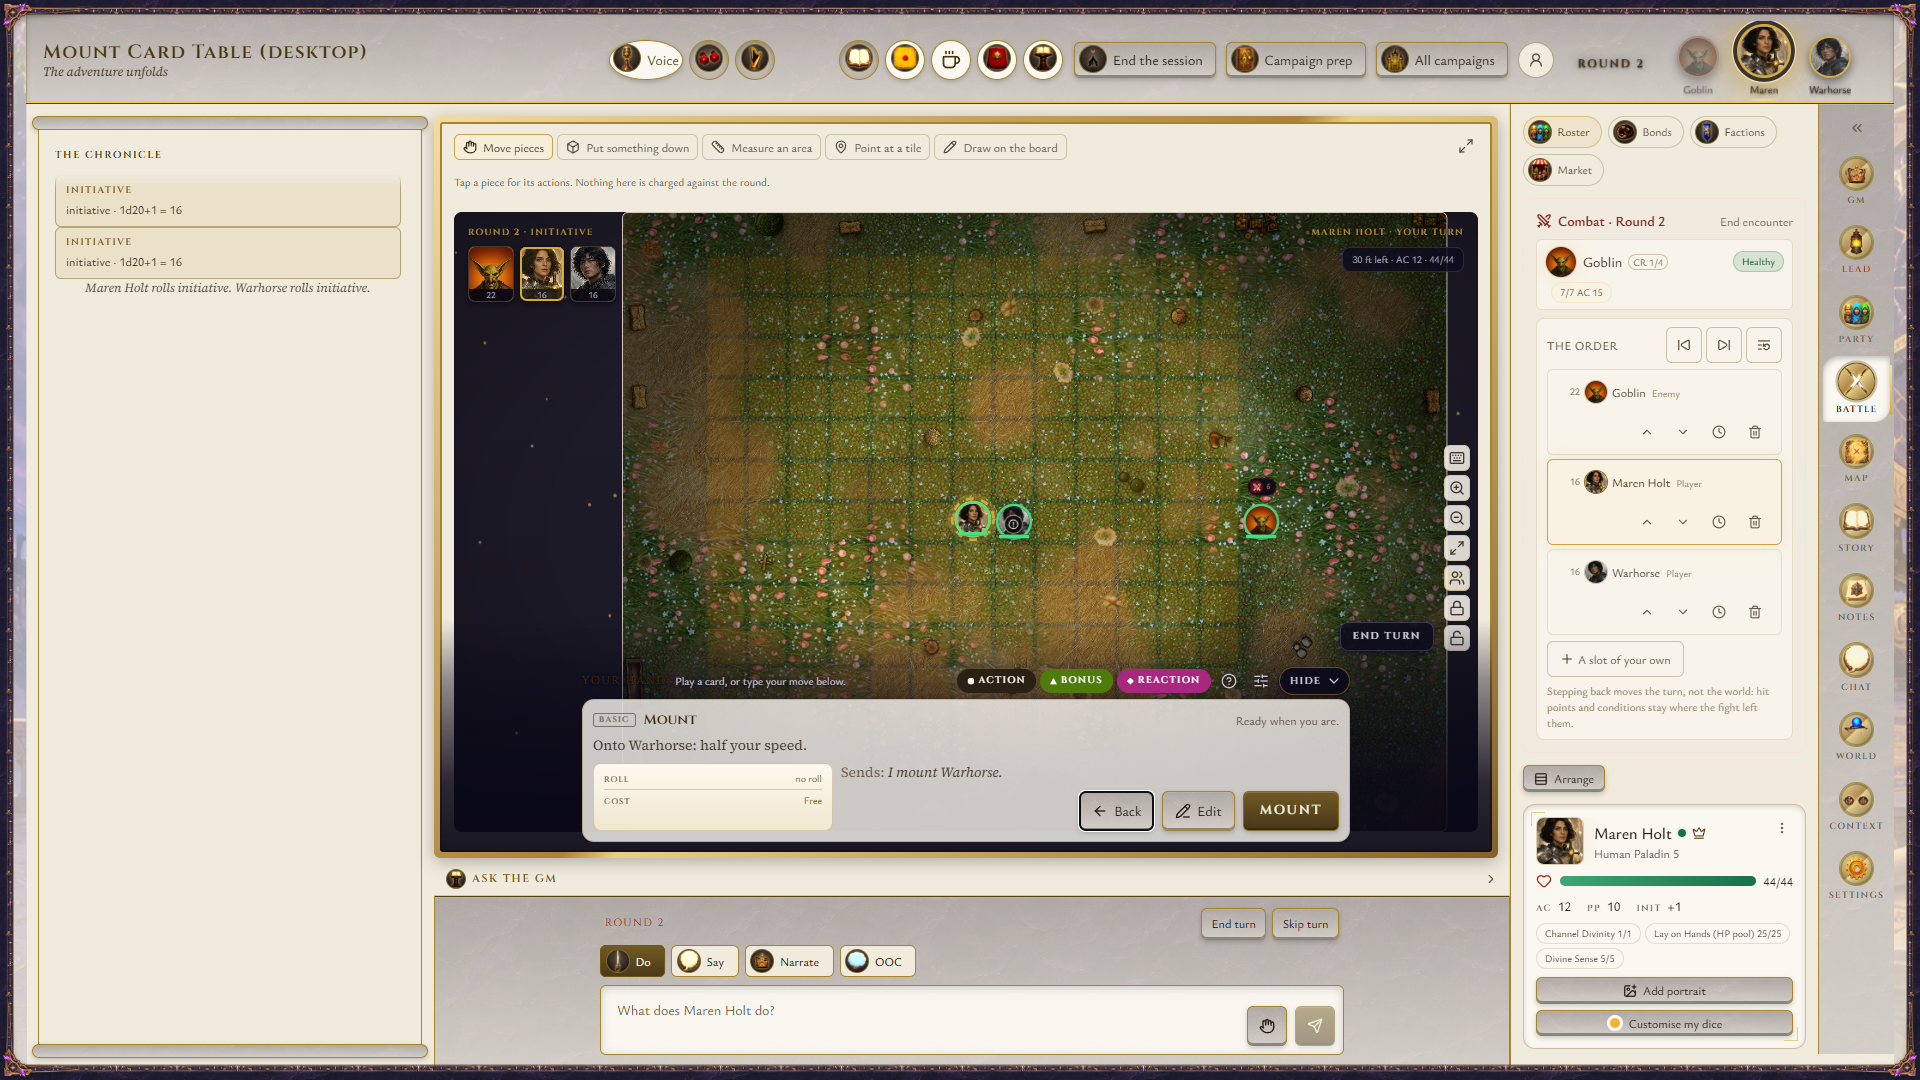 Mount Card Table (Desktop)
The adventure unfolds
Voice
End the session
Campaign prep
All campaigns
ROUND 2
Goblin
Maren
Warhorse
THE CHRONICLE
INITIATIVE
initiative · 1d20+1 = 16
INITIATIVE
initiative · 1d20+1 = 16
Maren Holt rolls initiative. Warhorse rolls initiative.
Move pieces
Put something down
Measure an area
Point at a tile
Draw on the board
Tap a piece for its actions. Nothing here is charged against the round.
ROUND 2 · INITIATIVE
22
16
16
MAREN HOLT · YOUR TURN
30 ft left · AC 12 · 44/44
6
END TURN
Play a card, or type your move below.
ACTION
BONUS
REACTION
HIDE
BASIC
MOUNT
Ready when you are.
Onto Warhorse: half your speed.
ROLL
no roll
COST
Free
Sends: I mount Warhorse.
Back
Edit
MOUNT
ASK THE GM
ROUND 2
End turn
Skip turn
Do
Say
Narrate
OOC
What does Maren Holt do?
Roster
Bonds
Factions
Market
Combat · Round 2
End encounter
Goblin
CR 1/4
Healthy
7/7 AC 15
THE ORDER
22
Goblin
Enemy
16
Maren Holt
Player
16
Warhorse
Player
A slot of your own
Stepping back moves the turn, not the world: hit
points and conditions stay where the fight left
them.
Arrange
Maren Holt
Human Paladin 5
44/44
AC 12
PP 10
INIT +1
Channel Divinity 1/1
Lay on Hands (HP pool) 25/25
Divine Sense 5/5
Add portrait
Customise my dice
GM
LEAD
PARTY
BATTLE
MAP
STORY
NOTES
CHAT
WORLD
CONTEXT
SETTINGS